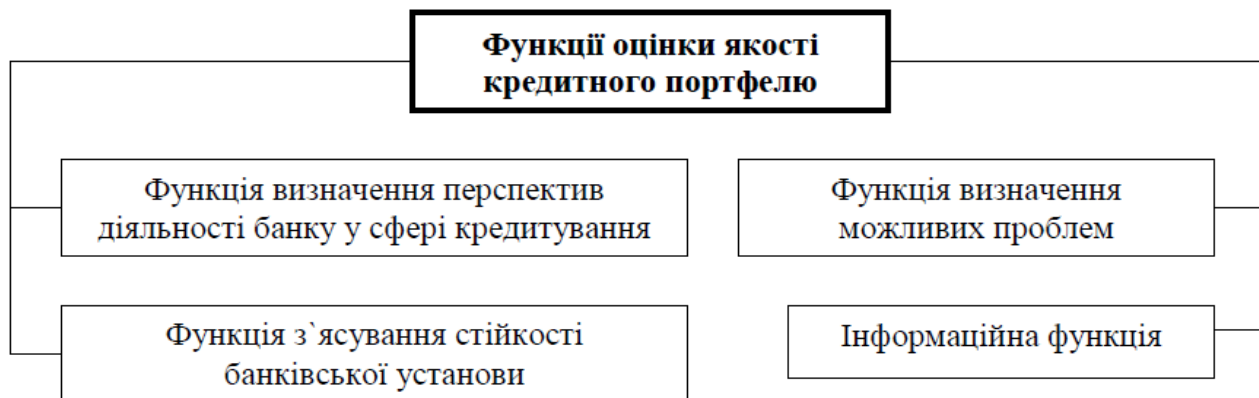 Функції оцінки якості
кредитного портфелю
Функція визначення перспектив
діяльності банку у сфері кредитування
Функція визначення
можливих проблем
Функція з`ясування стійкості
банківської установи
Інформаційна функція